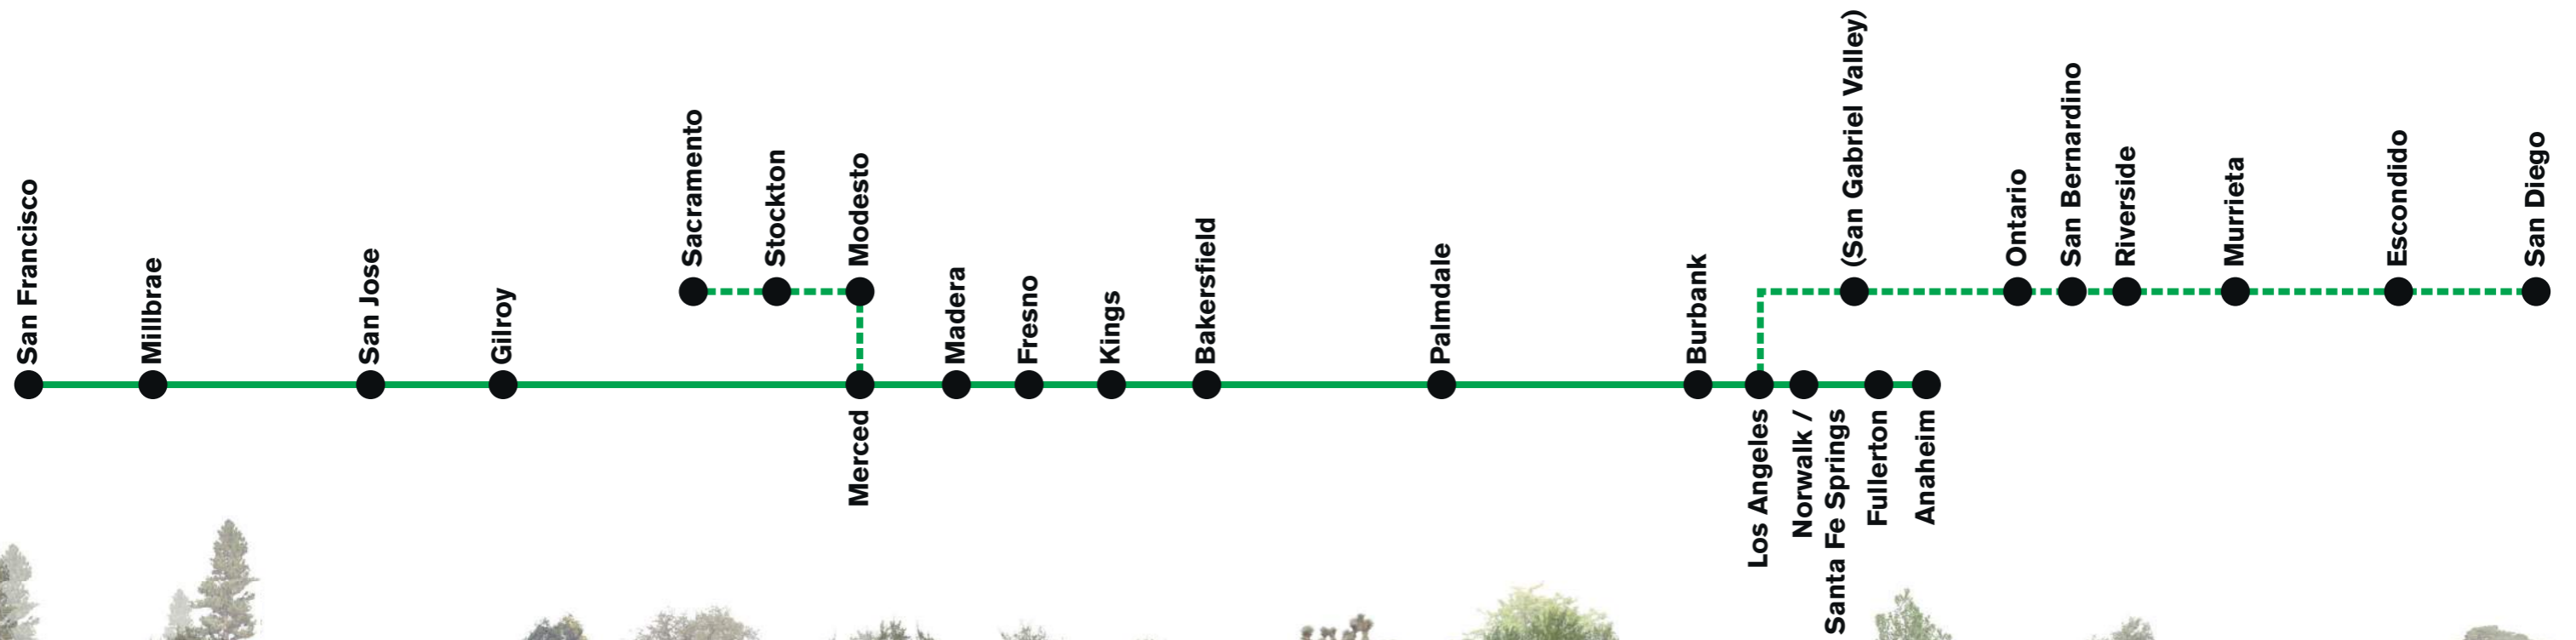 San Francisco
Millbrae
San Jose
Gilroy
Sacramento
Stockton
Modesto
Merced
Madera
Fresno
Kings
Bakersfield
Palmdale
Burbank
Los Angeles
Norwalk /
Santa Fe Springs
Fullerton
Anaheim
(San Gabriel Valley)
Ontario
San Bernardino
Riverside
Murrieta
Escondido
San Diego